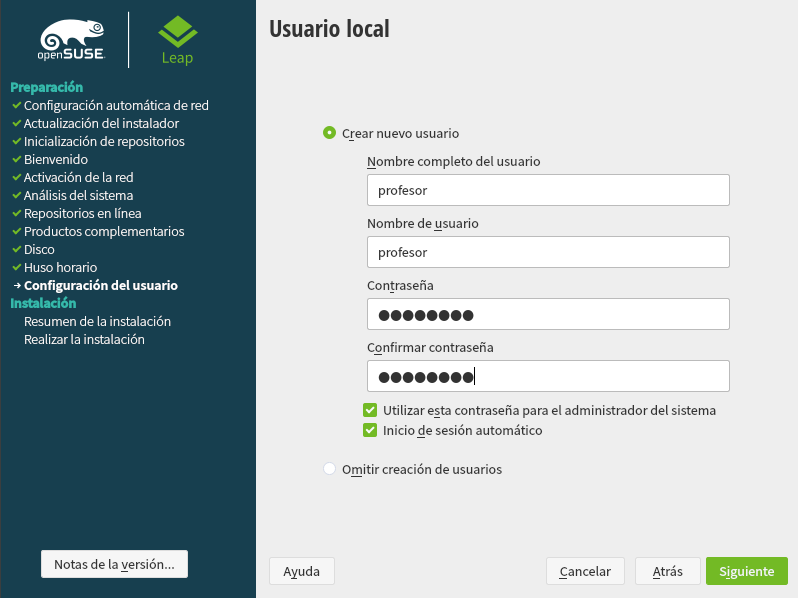 openSUSE
Leap
Preparación
Configuración automática de red
Actualización del instalador
Inicialización de repositorios
Bienvenido
Activación de la red
Análisis del sistema
Repositorios en línea
Productos complementarios
Disco
Huso horario
Configuración del usuario
Instalación
Resumen de la instalación
Realizar la instalación
Notas de la versión...
Usuario local
Crear nuevo usuario
Nombre completo del usuario
profesor
Nombre de usuario
profesor
Contraseña
●●●●●●●●
Confirmar contraseña
●●●●●●●●
Utilizar esta contraseña para el administrador del sistema
Inicio de sesión automático
Omitir creación de usuarios
Ayuda
Cancelar
Atrás
Siguiente